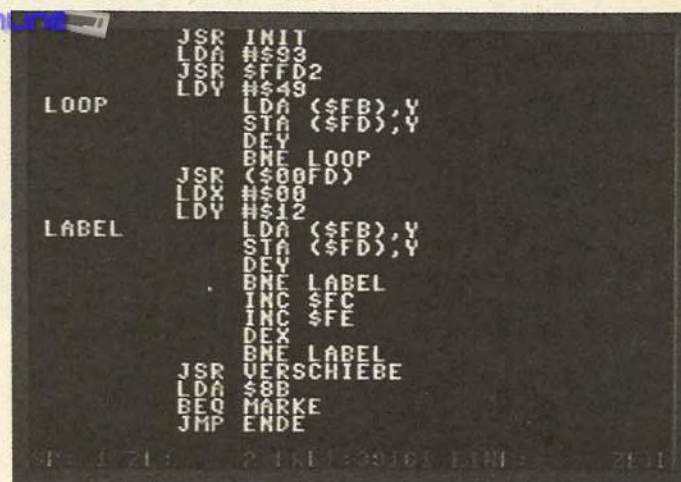 JSR INIT
LDA #$93
JSR $FFD2
LDY #$49
LOOP LDA ($FB),Y
STA ($FD),Y
DEY
BNE LOOP
JSR ($00FD)
LDX #$00
LDY #$12
LABEL LDA ($FB),Y
STA ($FD),Y
DEY
BNE LABEL
INC $FC
INC $FE
DEX
BNE LABEL
JSR VERSCHIEBE
LDA $8B
BEQ MARKE
JMP ENDE